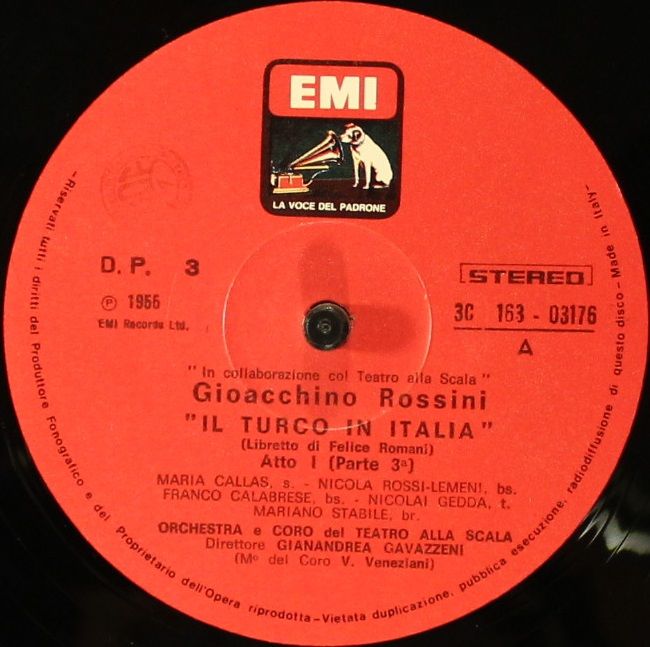 EMI
LA VOCE DEL PADRONE
D. P. 3
℗ 1955
EMI Records Ltd.
STEREO
3C 163 - 03176
A
"In collaborazione col Teatro alla Scala"
Gioacchino Rossini
"IL TURCO IN ITALIA"
(Libretto di Felice Romani)
Atto I (Parte 3ª)
MARIA CALLAS, s. - NICOLA ROSSI-LEMENI, bs.
FRANCO CALABRESE, bs. - NICOLAI GEDDA, t.
MARIANO STABILE, br.
ORCHESTRA e CORO del TEATRO ALLA SCALA
Direttore GIANANDREA GAVAZZENI
(Mº del Coro V. Veneziani)
-Riservati tutti i diritti del Produttore Fonografico e del Proprietario dell'Opera riprodotta-Vietata duplicazione, pubblica esecuzione, radiodiffusione di questo disco- Made in Italy-